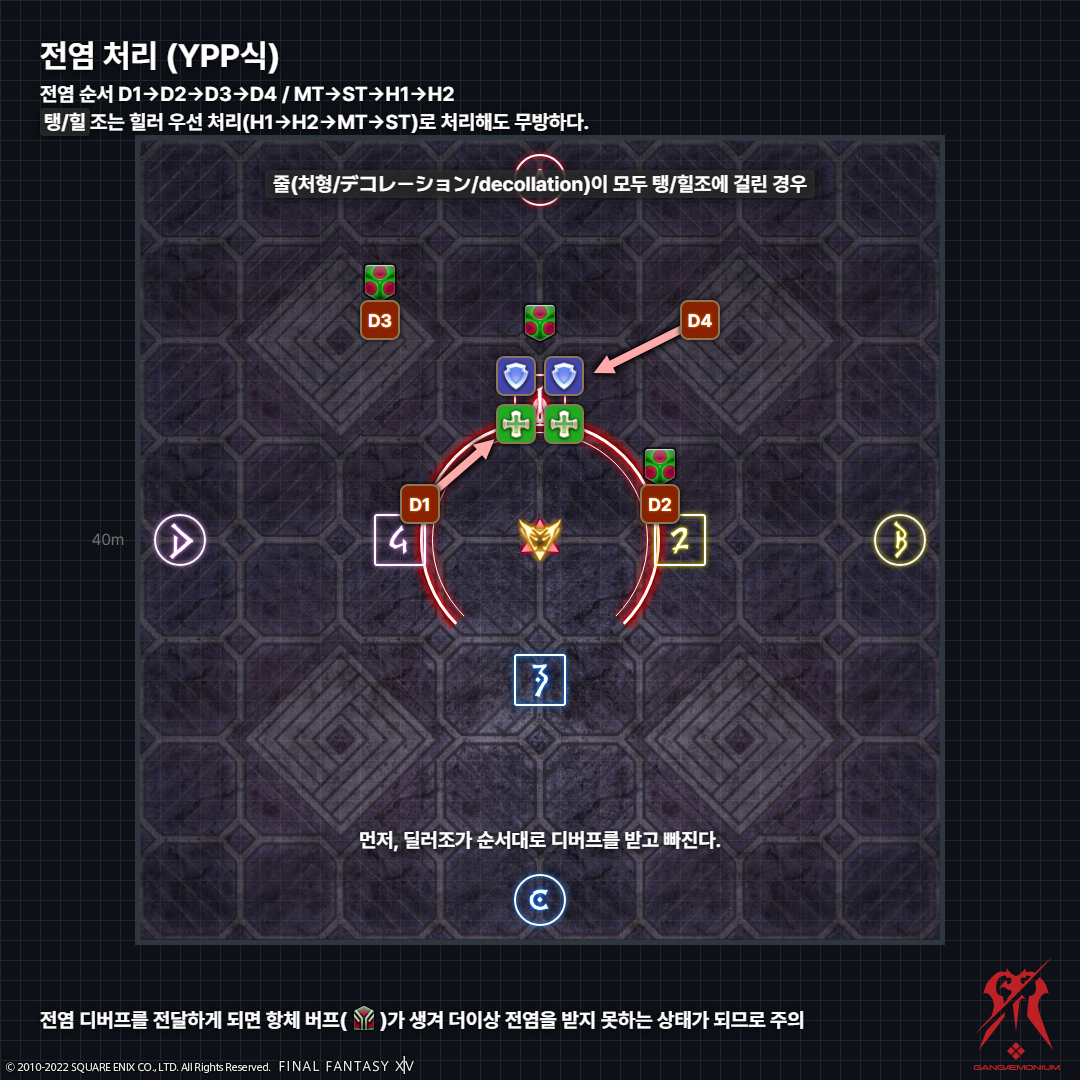 전염 처리 (YPP식)
전염 순서 D1→D2→D3→D4 / MT→ST→H1→H2
탱/힐 조는 힐러 우선 처리(H1→H2→MT→ST)로 처리해도 무방하다.
줄(처형/デコレーション/decollation)이 모두 탱/힐조에 걸린 경우
D3
D4
D1
D2
40m
D
4
2
B
3
먼저, 딜러조가 순서대로 디버프를 받고 빠진다.
C
전염 디버프를 전달하게 되면 항체 버프( )가 생겨 더이상 전염을 받지 못하는 상태가 되므로 주의
GANGÆMONIUM
© 2010-2022 SQUARE ENIX CO., LTD. All Rights Reserved. FINAL FANTASY XIV